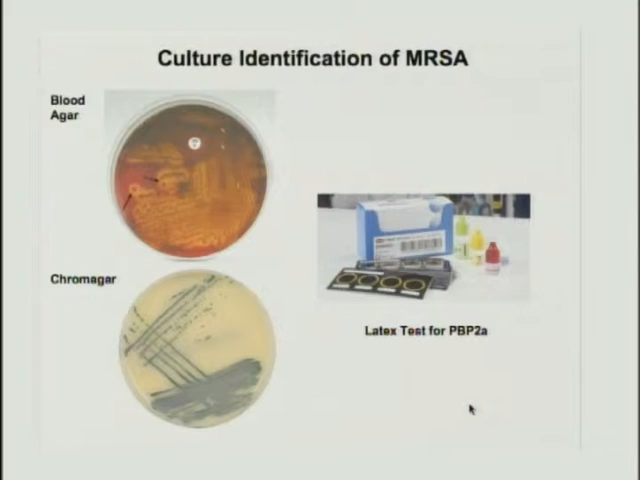 Culture Identification of MRSA
Blood
Agar
Chromagar
Latex Test for PBP2a